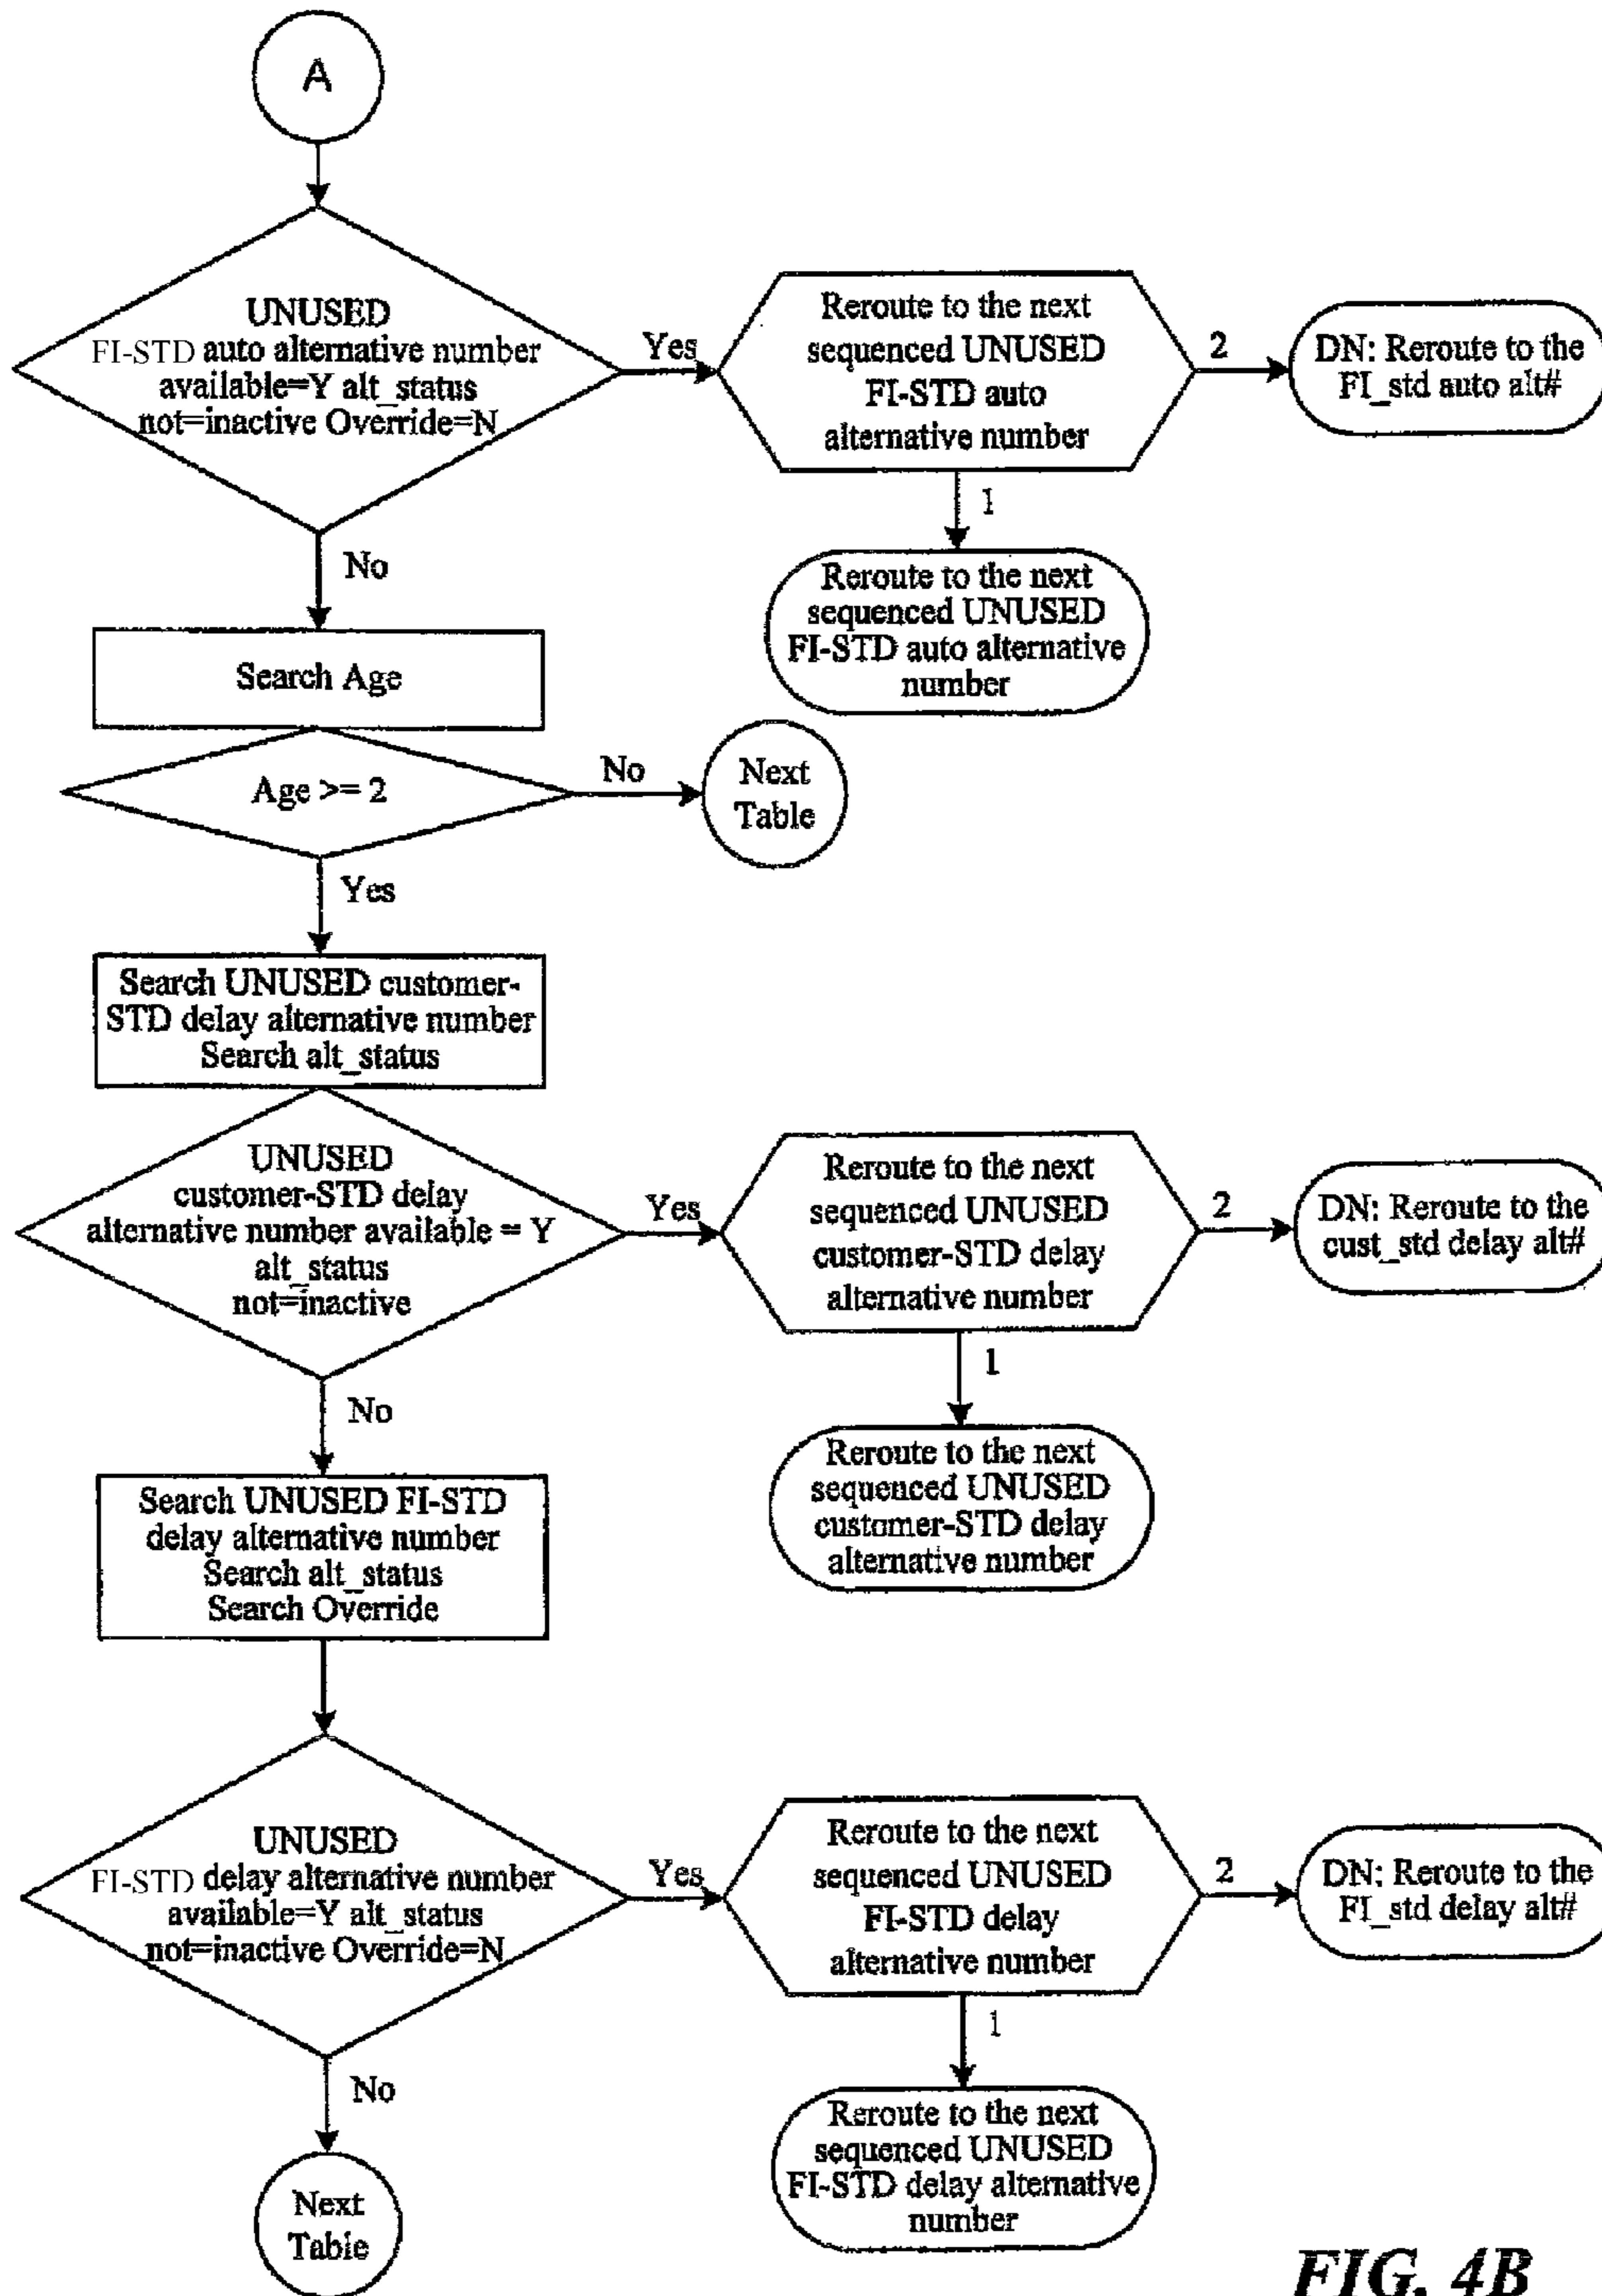 A
UNUSED
FI-STD auto alternative number
available=Y alt_status
not=inactive Override=N
Yes
Reroute to the next
sequenced UNUSED
FI-STD auto
alternative number
2
DN: Reroute to the
FI_std auto alt#
1
Reroute to the next
sequenced UNUSED
FI-STD auto alternative
number
No
Search Age
Age >= 2
No
Next
Table
Yes
Search UNUSED customer-
STD delay alternative number
Search alt_status
UNUSED
customer-STD delay
alternative number available = Y
alt_status
not=inactive
Yes
Reroute to the next
sequenced UNUSED
customer-STD delay
alternative number
2
DN: Reroute to the
cust_std delay alt#
1
Reroute to the next
sequenced UNUSED
customer-STD delay
alternative number
No
Search UNUSED FI-STD
delay alternative number
Search alt_status
Search Override
UNUSED
FI-STD delay alternative number
available=Y alt_status
not=inactive Override=N
Yes
Reroute to the next
sequenced UNUSED
FI-STD delay
alternative number
2
DN: Reroute to the
FI_std delay alt#
1
Reroute to the next
sequenced UNUSED
FI-STD delay alternative
number
No
Next
Table
FIG. 4B